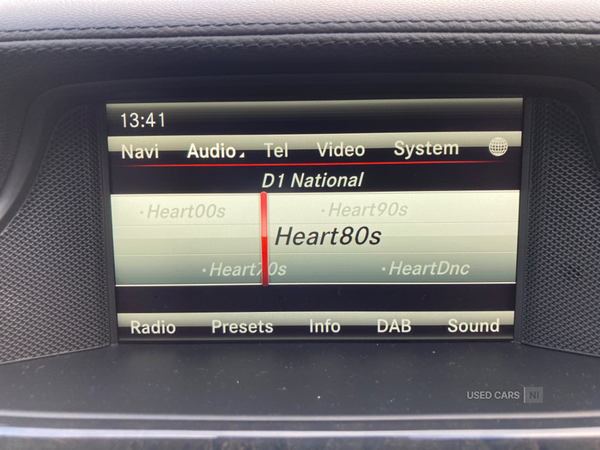 13:41
Navi Audio Tel Video System
D1 National
·Heart00s ·Heart90s
Heart80s
·Heart70s ·HeartDnc
Radio Presets Info DAB Sound
USED CARS NI